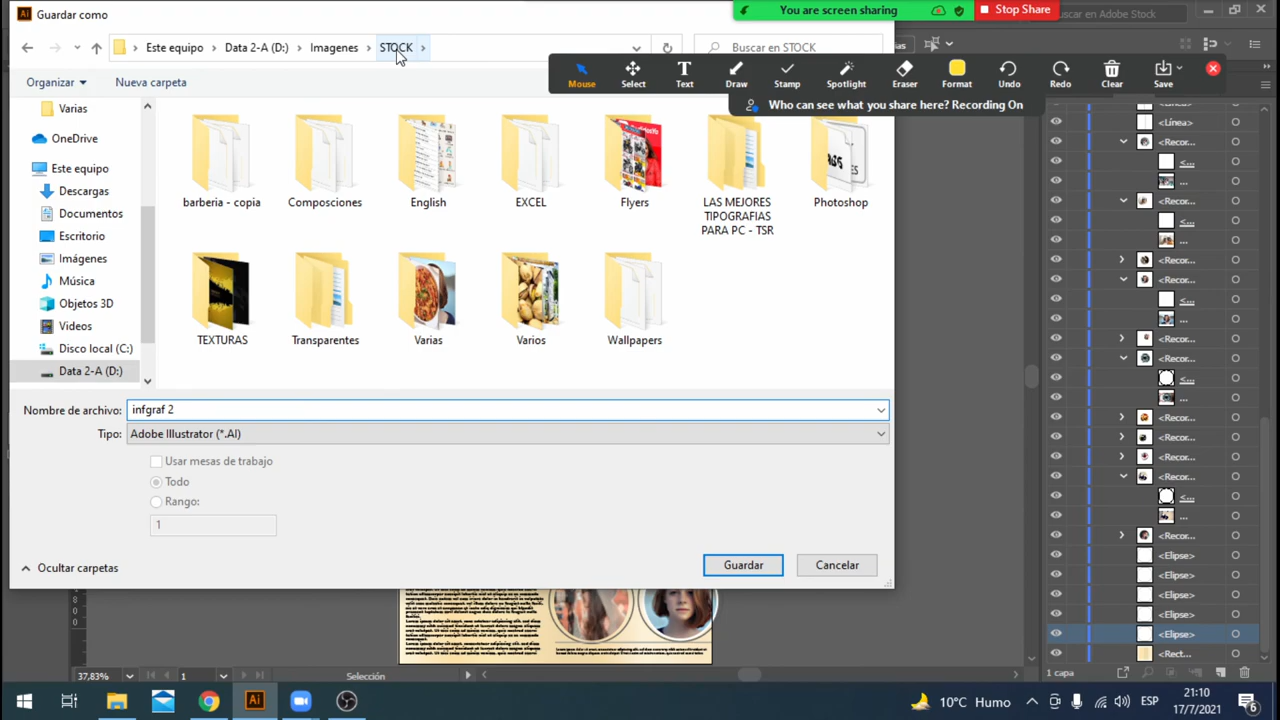 Guardar como
You are screen sharing
Stop Share
Buscar en Adobe Stock
Este equipo
Data 2-A (D:)
Imagenes
STOCK
Buscar en STOCK
Organizar
Nueva carpeta
Mouse
Select
Text
Draw
Stamp
Spotlight
Eraser
Format
Undo
Redo
Clear
Save
Who can see what you share here? Recording On
Varias
OneDrive
Este equipo
Descargas
Documentos
Escritorio
Imágenes
Música
Objetos 3D
Videos
Disco local (C:)
Data 2-A (D:)
barberia - copia
Composciones
English
EXCEL
Flyers
LAS MEJORES
TIPOGRAFIAS
PARA PC - TSR
Photoshop
TEXTURAS
Transparentes
Varias
Varios
Wallpapers
Nombre de archivo:
infgraf 2
Tipo:
Adobe Illustrator (*.AI)
Usar mesas de trabajo
Todo
Rango:
1
Ocultar carpetas
Guardar
Cancelar
<Línea>
<Recor...
<...
...
<Recor...
<...
...
<Recor...
<Recor...
<...
...
<Recor...
<Recor...
<...
...
<Recor...
<Recor...
<Recor...
<Recor...
<...
...
<Recor...
<Elipse>
<Elipse>
<Elipse>
<Elipse>
<Elipse>
<Rect...
1 capa
37,83%
1
Selección
Ai
10°C Humo
ESP
21:10
17/7/2021
6